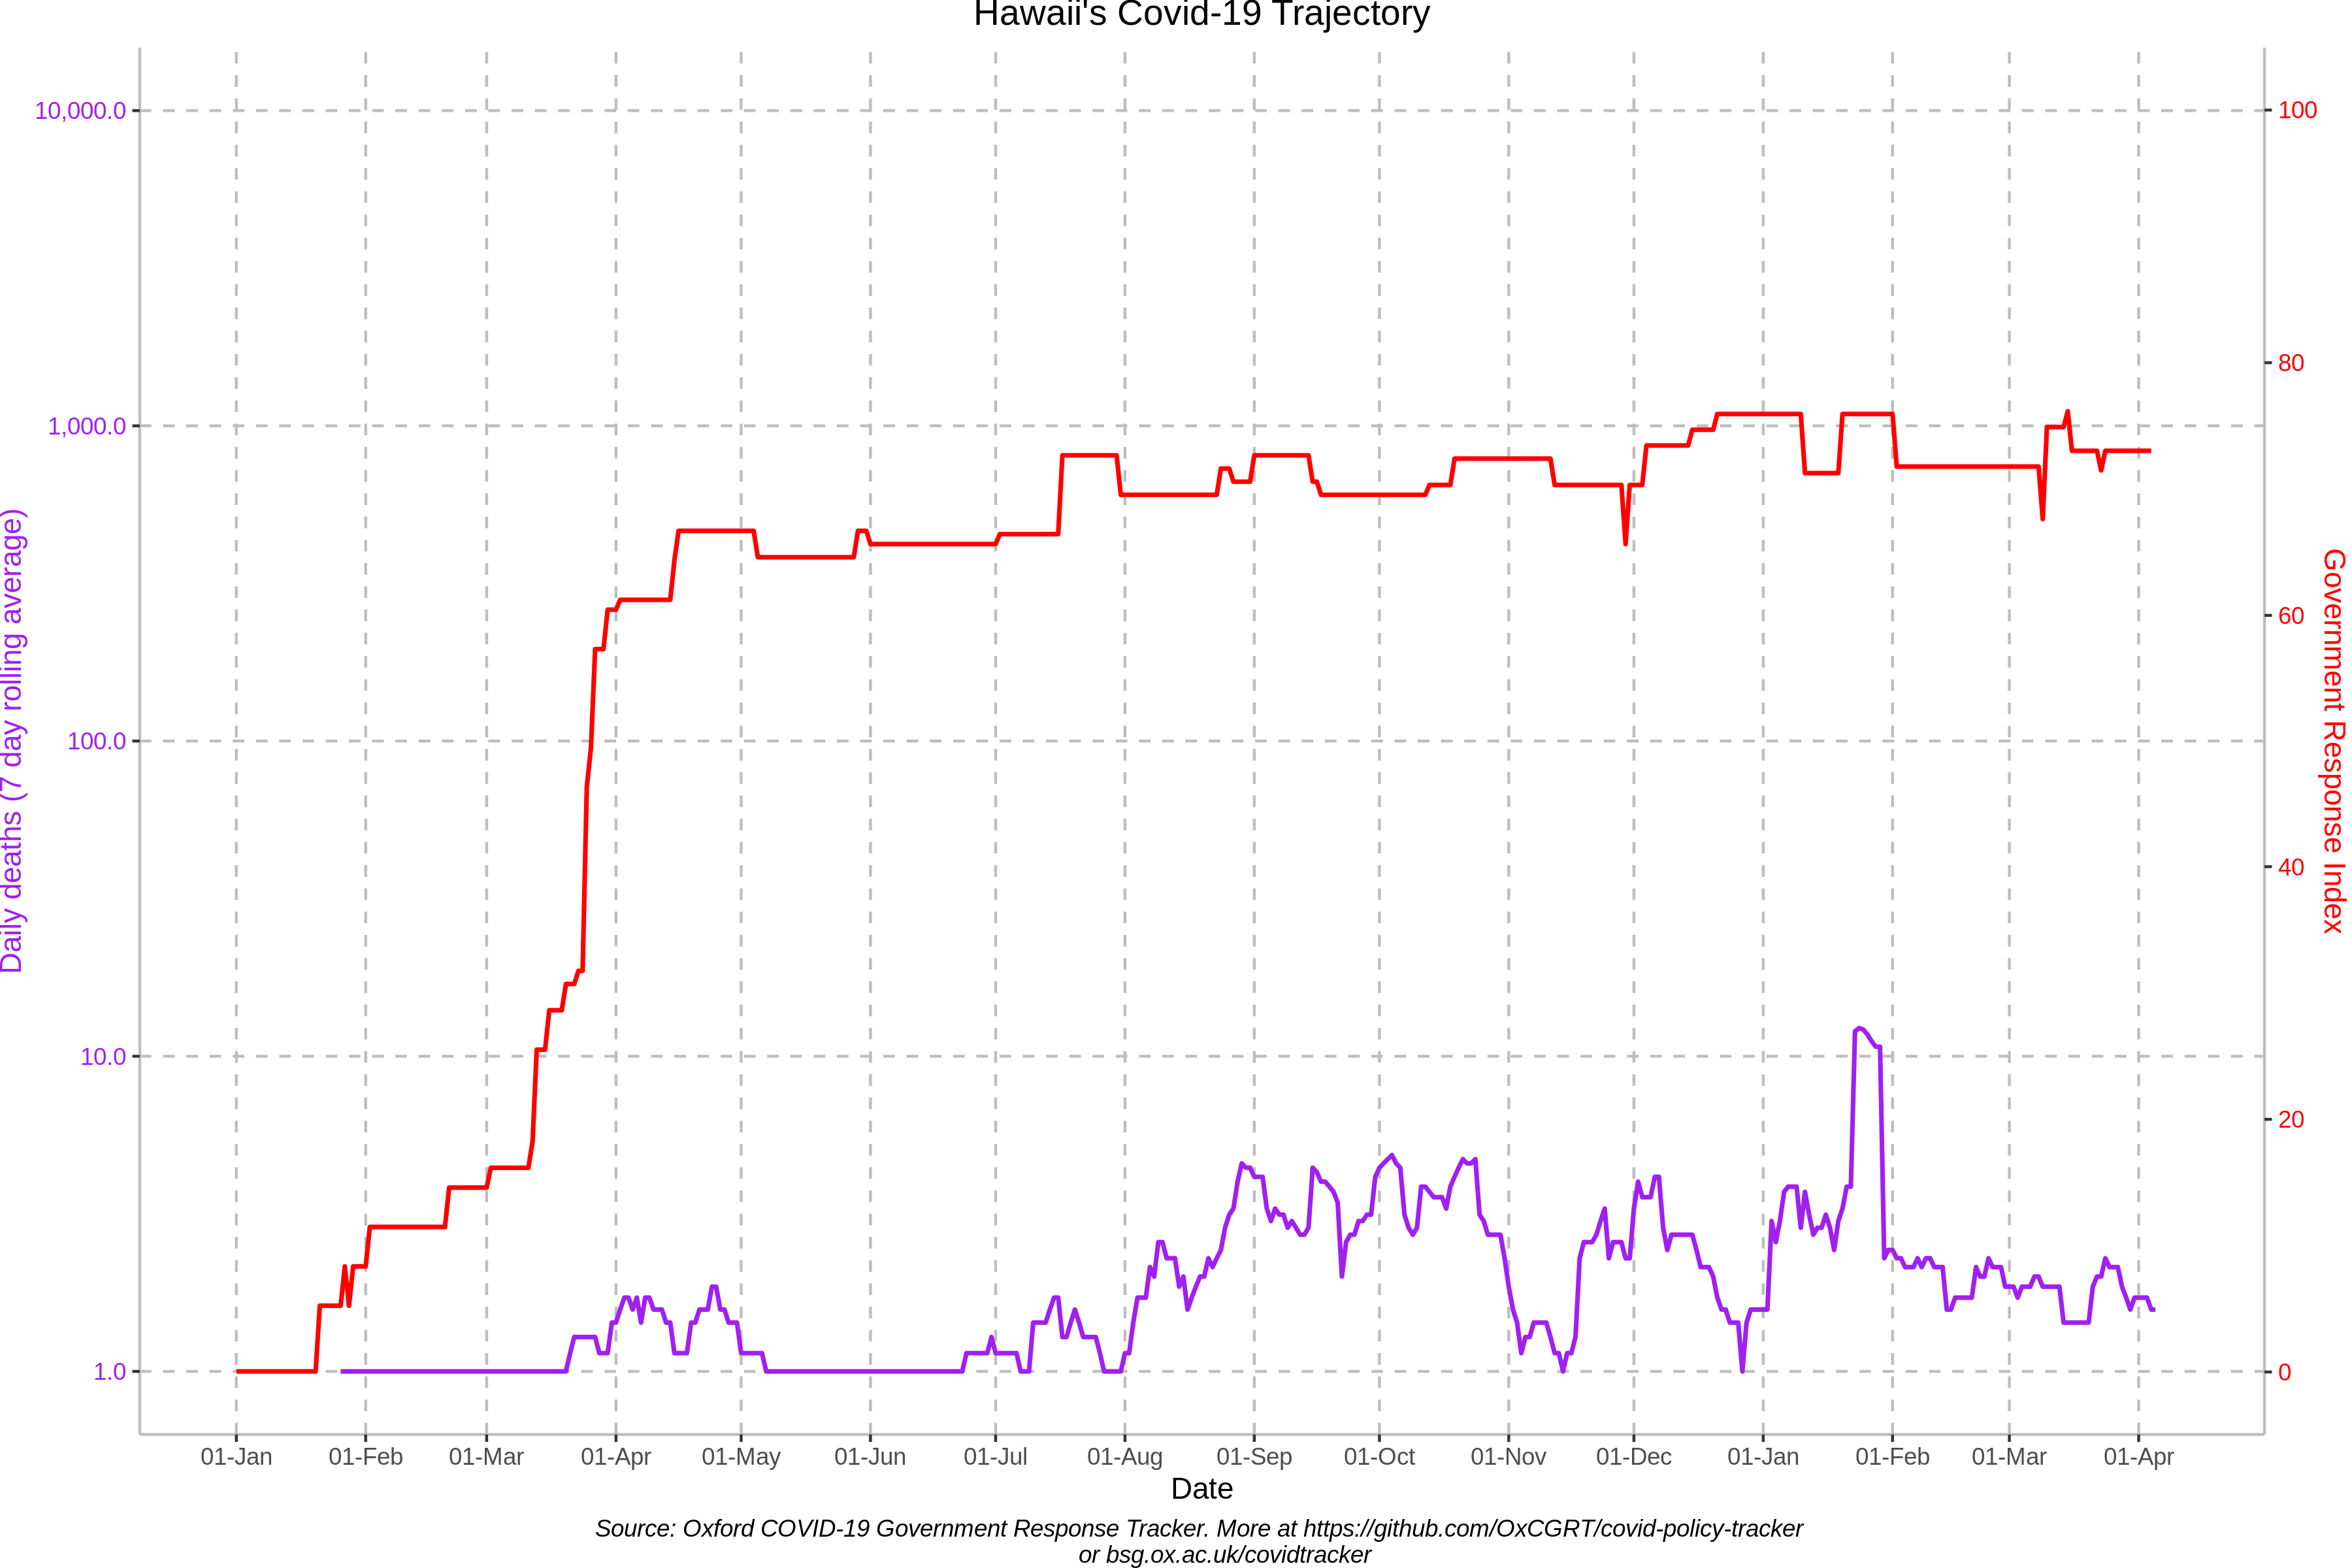 Hawaii's Covid-19 Trajectory
10,000.0
1,000.0
100.0
10.0
1.0
Daily deaths (7 day rolling average)
100
80
60
40
20
0
Government Response Index
01-Jan 01-Feb 01-Mar 01-Apr 01-May 01-Jun 01-Jul 01-Aug 01-Sep 01-Oct 01-Nov 01-Dec 01-Jan 01-Feb 01-Mar 01-Apr
Date
Source: Oxford COVID-19 Government Response Tracker. More at https://github.com/OxCGRT/covid-policy-tracker
or bsg.ox.ac.uk/covidtracker